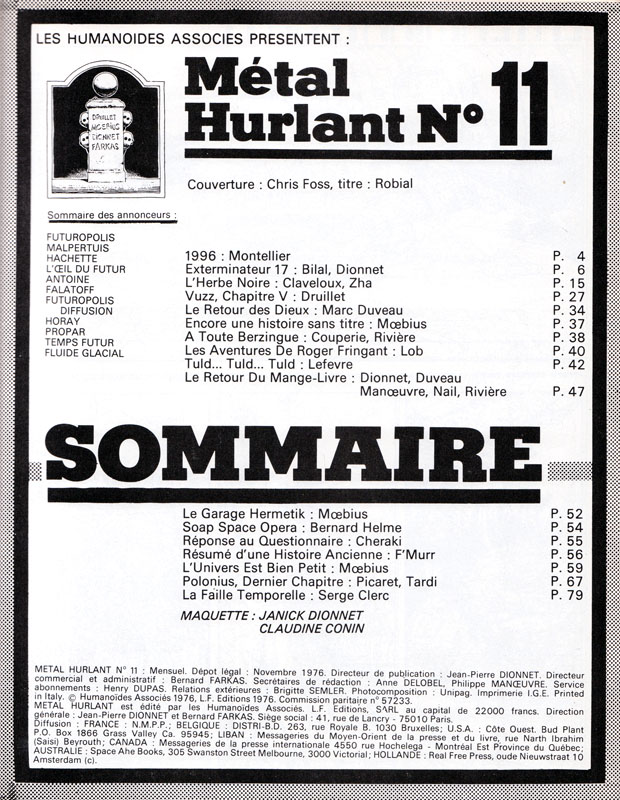 LES HUMANOIDES ASSOCIES PRESENTENT :
DRUILLET
MŒBIUS
DIONNET
FARKAS
Métal
Hurlant N° 11
Couverture : Chris Foss, titre : Robial
Sommaire des annonceurs :
FUTUROPOLIS
MALPERTUIS
HACHETTE
L'ŒIL DU FUTUR
ANTOINE
FALATOFF
FUTUROPOLIS
DIFFUSION
HORAY
PROPAR
TEMPS FUTUR
FLUIDE GLACIAL
1996 : Montellier P. 4
Exterminateur 17 : Bilal, Dionnet P. 6
L'Herbe Noire : Claveloux, Zha P. 15
Vuzz, Chapitre V : Druillet P. 27
Le Retour des Dieux : Marc Duveau P. 34
Encore une histoire sans titre : Mœbius P. 37
A Toute Berzingue : Couperie, Rivière P. 38
Les Aventures De Roger Fringant : Lob P. 40
Tuld... Tuld... Tuld : Lefevre P. 42
Le Retour Du Mange-Livre : Dionnet, Duveau
Manœuvre, Nail, Rivière P. 47
SOMMAIRE
Le Garage Hermetik : Mœbius P. 52
Soap Space Opera : Bernard Helme P. 54
Réponse au Questionnaire : Cheraki P. 55
Résumé d'une Histoire Ancienne : F'Murr P. 56
L'Univers Est Bien Petit : Mœbius P. 59
Polonius, Dernier Chapitre : Picaret, Tardi P. 67
La Faille Temporelle : Serge Clerc P. 79
MAQUETTE : JANICK DIONNET
CLAUDINE CONIN
METAL HURLANT N° 11 : Mensuel. Dépot légal : Novembre 1976. Directeur de publication : Jean-Pierre DIONNET. Directeur
commercial et administratif : Bernard FARKAS. Secrétaires de rédaction : Anne DELOBEL, Philippe MANŒUVRE. Service
abonnements : Henry DUPAS. Relations extérieures : Brigitte SEMLER. Photocomposition : Unipag. Imprimerie I.G.E. Printed
in Italy. © Humanoïdes Associés 1976, L.F. Editions 1976. Commission paritaire n° 57233.
METAL HURLANT est édité par les Humanoïdes Associés. L.F. Editions, SARL au capital de 22000 francs. Direction
générale : Jean-Pierre DIONNET et Bernard FARKAS. Siège social : 41, rue de Lancry - 75010 Paris.
Diffusion : FRANCE : N.M.P.P.; BELGIQUE : DISTRI-B.D. 263, rue Royale B. 1030 Bruxelles; U.S.A. : Côte Ouest. Bud Plant
P.O. Box 1866 Grass Valley Ca. 95945; LIBAN : Messageries du Moyen-Orient de la presse et du livre, rue Narth Ibrahim
(Saisi) Beyrouth; CANADA : Messageries de la presse internationale 4550 rue Hochelega - Montréal Est Province du Québec;
AUSTRALIE : Space Ahe Books, 305 Swanston Street Melbourne, 3000 Victoria; HOLLANDE : Real Free Press, oude Nieuwstraat 10
Amsterdam (c).